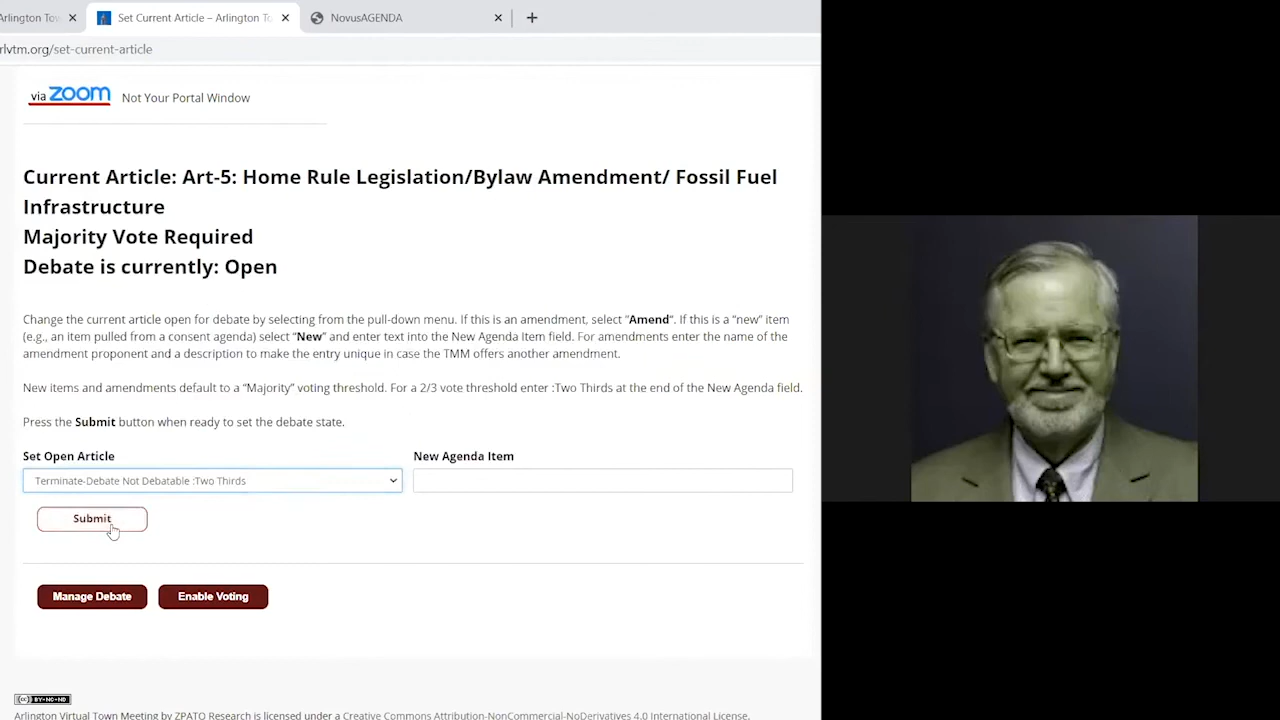 Arlington Tow
Set Current Article – Arlington To
NovusAGENDA
rlvtm.org/set-current-article
via zoom Not Your Portal Window
Current Article: Art-5: Home Rule Legislation/Bylaw Amendment/ Fossil Fuel
Infrastructure
Majority Vote Required
Debate is currently: Open
Change the current article open for debate by selecting from the pull-down menu. If this is an amendment, select "Amend". If this is a "new" item
(e.g., an item pulled from a consent agenda) select "New" and enter text into the New Agenda Item field. For amendments enter the name of the
amendment proponent and a description to make the entry unique in case the TMM offers another amendment.
New items and amendments default to a "Majority" voting threshold. For a 2/3 vote threshold enter :Two Thirds at the end of the New Agenda field.
Press the Submit button when ready to set the debate state.
Set Open Article
New Agenda Item
Terminate-Debate Not Debatable :Two Thirds
Submit
Manage Debate
Enable Voting
(cc) BY-NC-ND
Arlington Virtual Town Meeting by ZPATO Research is licensed under a Creative Commons Attribution-NonCommercial-NoDerivatives 4.0 International License.